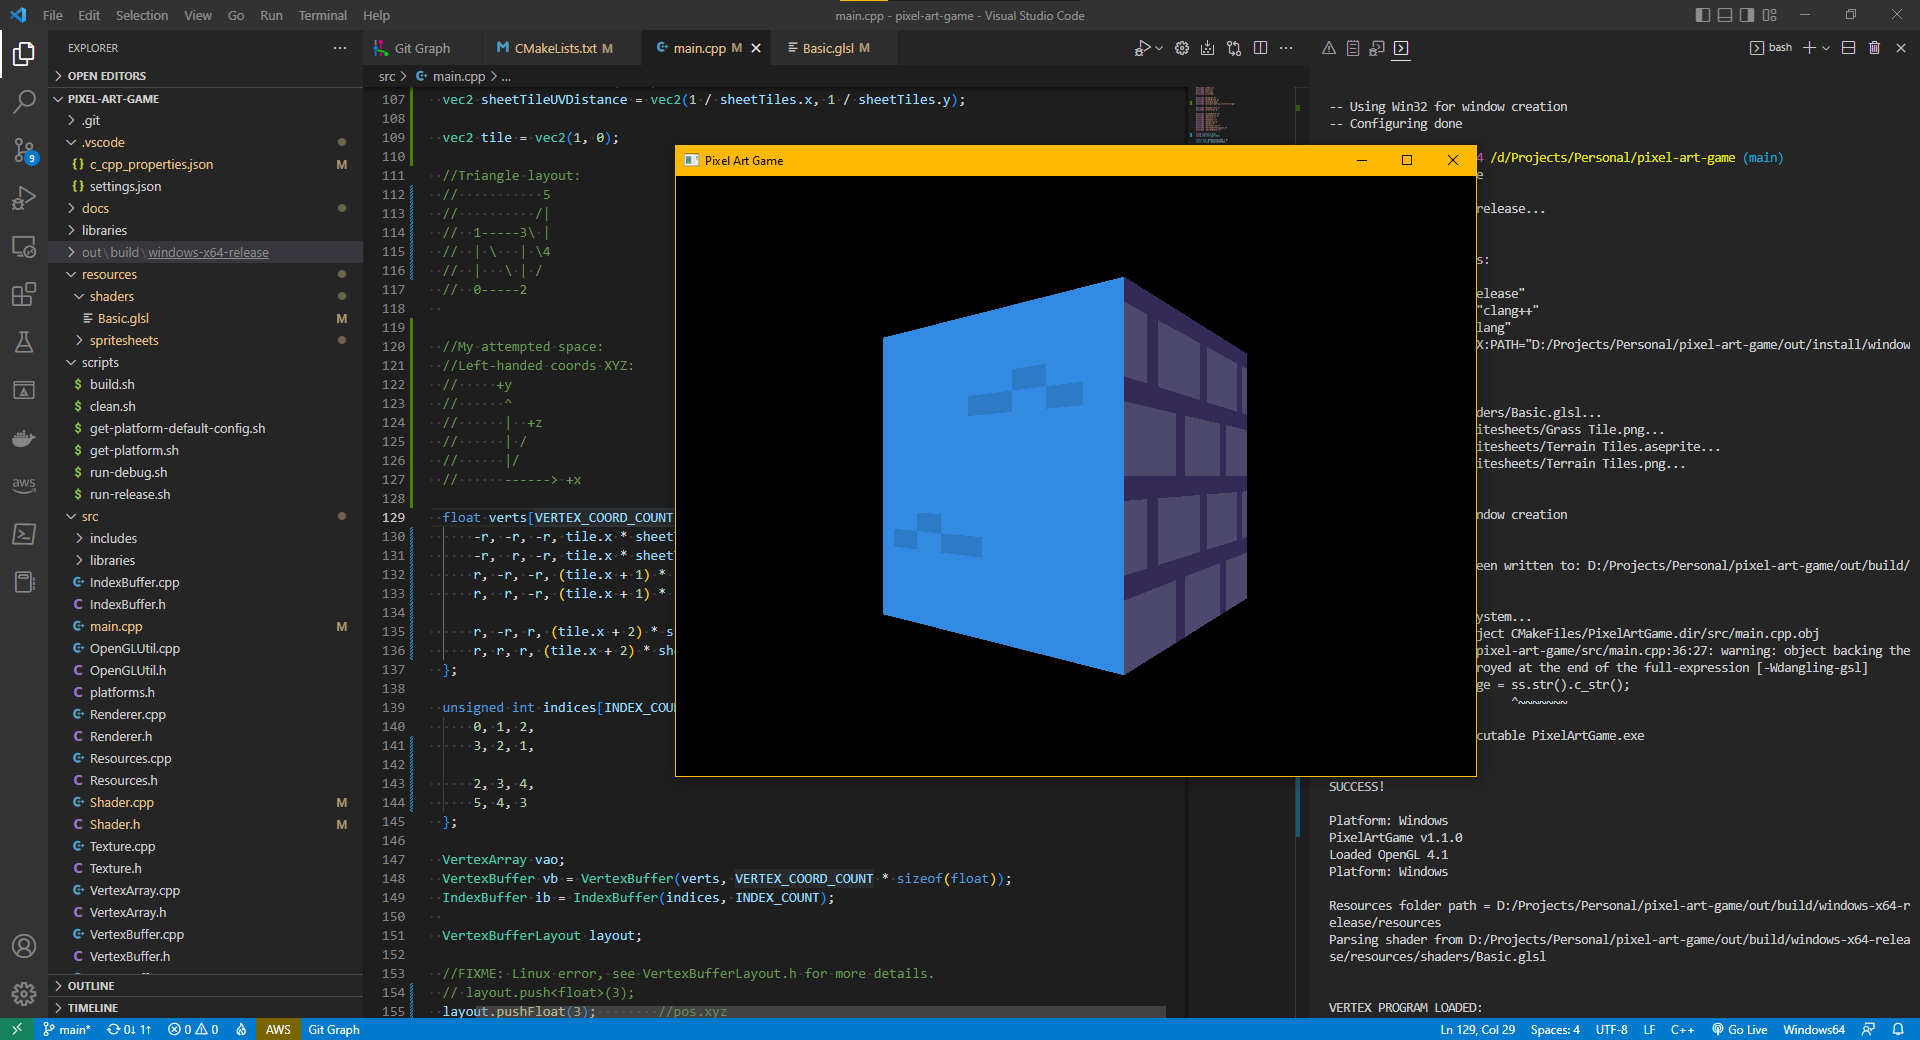 File Edit Selection View Go Run Terminal Help
main.cpp - pixel-art-game - Visual Studio Code
EXPLORER
OPEN EDITORS
PIXEL-ART-GAME
.git
.vscode
c_cpp_properties.json M
settings.json
docs
libraries
out\build\windows-x64-release
resources
shaders
Basic.glsl M
spritesheets
scripts
build.sh
clean.sh
get-platform-default-config.sh
get-platform.sh
run-debug.sh
run-release.sh
src
includes
libraries
IndexBuffer.cpp
IndexBuffer.h
main.cpp M
OpenGLUtil.cpp
OpenGLUtil.h
platforms.h
Renderer.cpp
Renderer.h
Resources.cpp
Resources.h
Shader.cpp M
Shader.h M
Texture.cpp
Texture.h
VertexArray.cpp
VertexArray.h
VertexBuffer.cpp
VertexBuffer.h
OUTLINE
TIMELINE
aws
9
Git Graph
CMakeLists.txt M
main.cpp M
Basic.glsl M
src > main.cpp > ...
107 vec2 sheetTileUVDistance = vec2(1 / sheetTiles.x, 1 / sheetTiles.y);
108
109 vec2 tile = vec2(1, 0);
110
111 //Triangle layout:
112 // 5
113 // /|
114 // 1-----3\ |
115 // | \ | \4
116 // | \ | /
117 // 0-----2
118
119
120 //My attempted space:
121 //Left-handed coords XYZ:
122 // +y
123 // ^
124 // | +z
125 // | /
126 // |/
127 // ------> +x
128
129 float verts[VERTEX_COORD_COUNT
130 -r, -r, -r, tile.x * sheet
131 -r, r, -r, tile.x * sheet
132 r, -r, -r, (tile.x + 1) *
133 r, r, -r, (tile.x + 1) *
134
135 r, -r, r, (tile.x + 2) * s
136 r, r, r, (tile.x + 2) * sh
137 };
138
139 unsigned int indices[INDEX_COU
140 0, 1, 2,
141 3, 2, 1,
142
143 2, 3, 4,
144 5, 4, 3
145 };
146
147 VertexArray vao;
148 VertexBuffer vb = VertexBuffer(verts, VERTEX_COORD_COUNT * sizeof(float));
149 IndexBuffer ib = IndexBuffer(indices, INDEX_COUNT);
150
151 VertexBufferLayout layout;
152
153 //FIXME: Linux error, see VertexBufferLayout.h for more details.
154 // layout.push<float>(3);
155 layout.pushFloat(3); //pos.xyz
Pixel Art Game
bash
-- Using Win32 for window creation
-- Configuring done
4 /d/Projects/Personal/pixel-art-game (main)
e
release...
s:
elease"
"clang++"
lang"
X:PATH="D:/Projects/Personal/pixel-art-game/out/install/window
ders/Basic.glsl...
itesheets/Grass Tile.png...
itesheets/Terrain Tiles.aseprite...
itesheets/Terrain Tiles.png...
ndow creation
een written to: D:/Projects/Personal/pixel-art-game/out/build/
ystem...
ject CMakeFiles/PixelArtGame.dir/src/main.cpp.obj
pixel-art-game/src/main.cpp:36:27: warning: object backing the
royed at the end of the full-expression [-Wdangling-gsl]
ge = ss.str().c_str();
^~~~~~~~
cutable PixelArtGame.exe
SUCCESS!
Platform: Windows
PixelArtGame v1.1.0
Loaded OpenGL 4.1
Platform: Windows
Resources folder path = D:/Projects/Personal/pixel-art-game/out/build/windows-x64-r
elease/resources
Parsing shader from D:/Projects/Personal/pixel-art-game/out/build/windows-x64-relea
se/resources/shaders/Basic.glsl
VERTEX PROGRAM LOADED:
main* 0↓ 1↑ 0 0 AWS Git Graph
Ln 129, Col 29 Spaces: 4 UTF-8 LF C++ Go Live Windows64